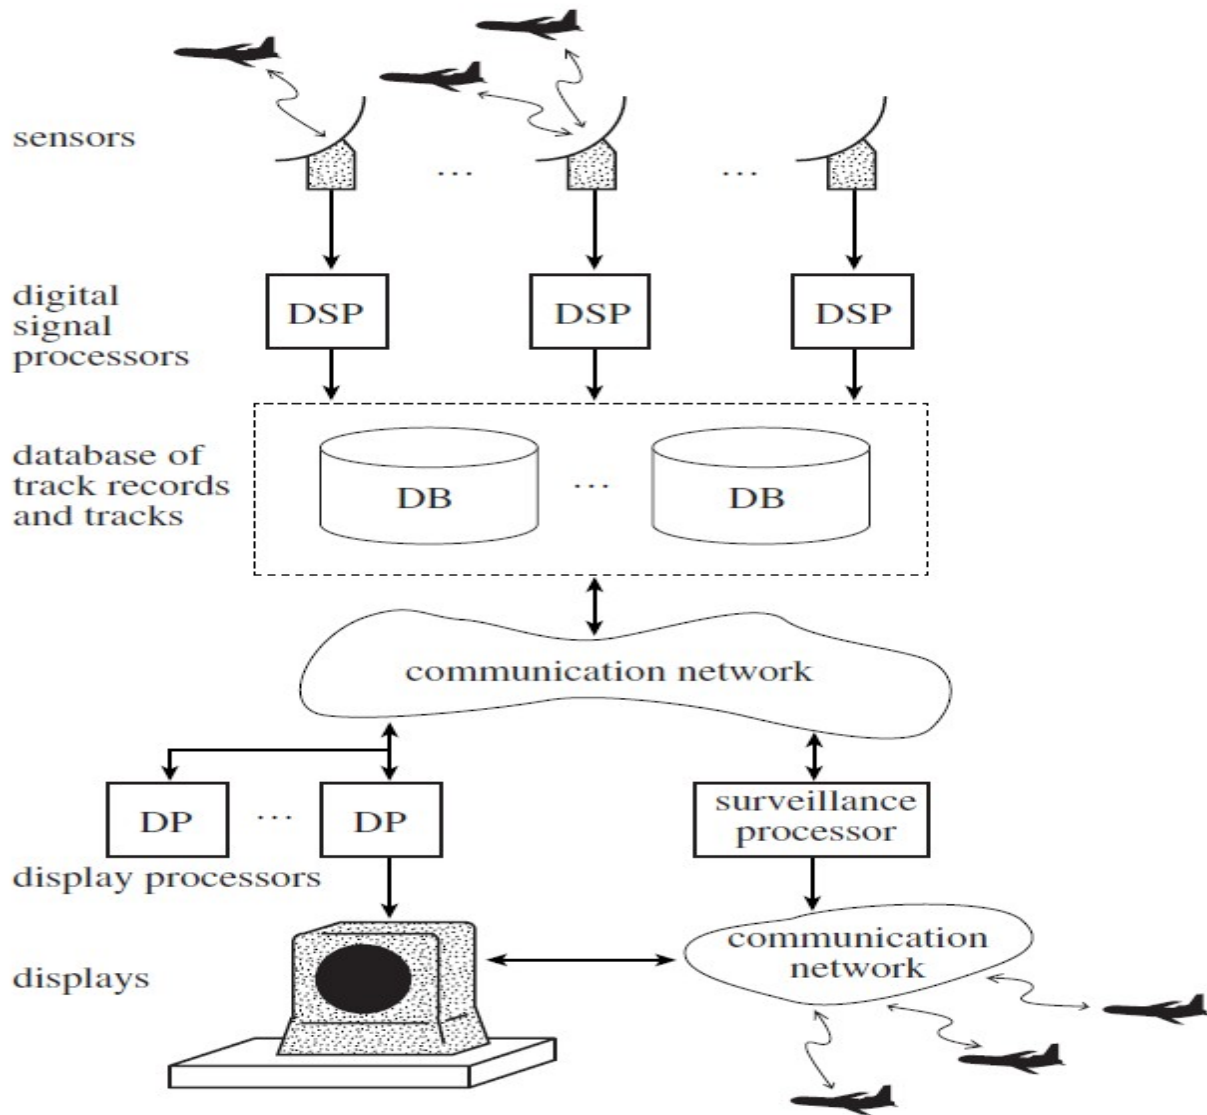 sensors
...
...
digital
signal
processors
DSP
DSP
DSP
database of
track records
and tracks
DB
...
DB
communication network
DP
...
DP
surveillance
processor
display processors
communication
network
displays